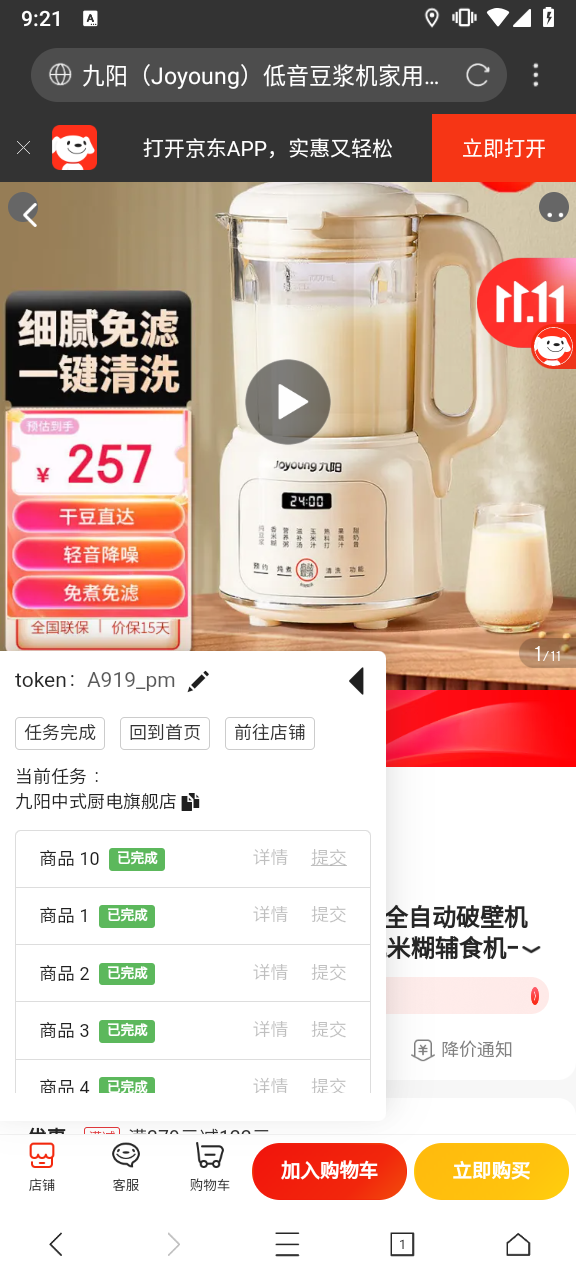 9:21
A
九阳（Joyoung）低音豆浆机家用...
打开京东APP，实惠又轻松
立即打开
11.11
细腻免滤
一键清洗
预估到手
¥ 257
干豆直达
轻音降噪
免煮免滤
全国联保 | 价保15天
Joyoung九阳
24:00
预约
炖煮
清洗
功能
1/11
token： A919_pm
任务完成
回到首页
前往店铺
当前任务：
九阳中式厨电旗舰店
商品 10 已完成 详情 提交
商品 1 已完成 详情 提交
商品 2 已完成 详情 提交
商品 3 已完成 详情 提交
商品 4 已完成 详情 提交
全自动破壁机
米糊辅食机-
降价通知
店铺
客服
购物车
加入购物车
立即购买
1